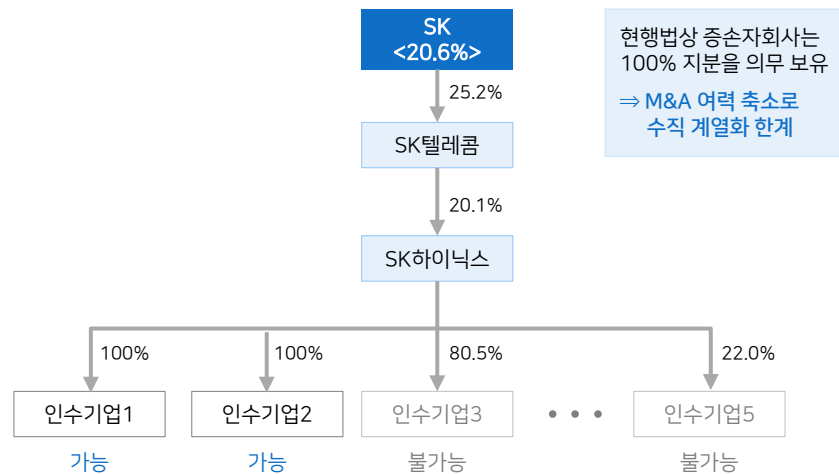 SK
<20.6%>
현행법상 증손자회사는
100% 지분을 의무 보유
⇒ M&A 여력 축소로
수직 계열화 한계
25.2%
SK텔레콤
20.1%
SK하이닉스
100%
100%
80.5%
22.0%
인수기업1
인수기업2
인수기업3
• • •
인수기업5
가능
가능
불가능
불가능